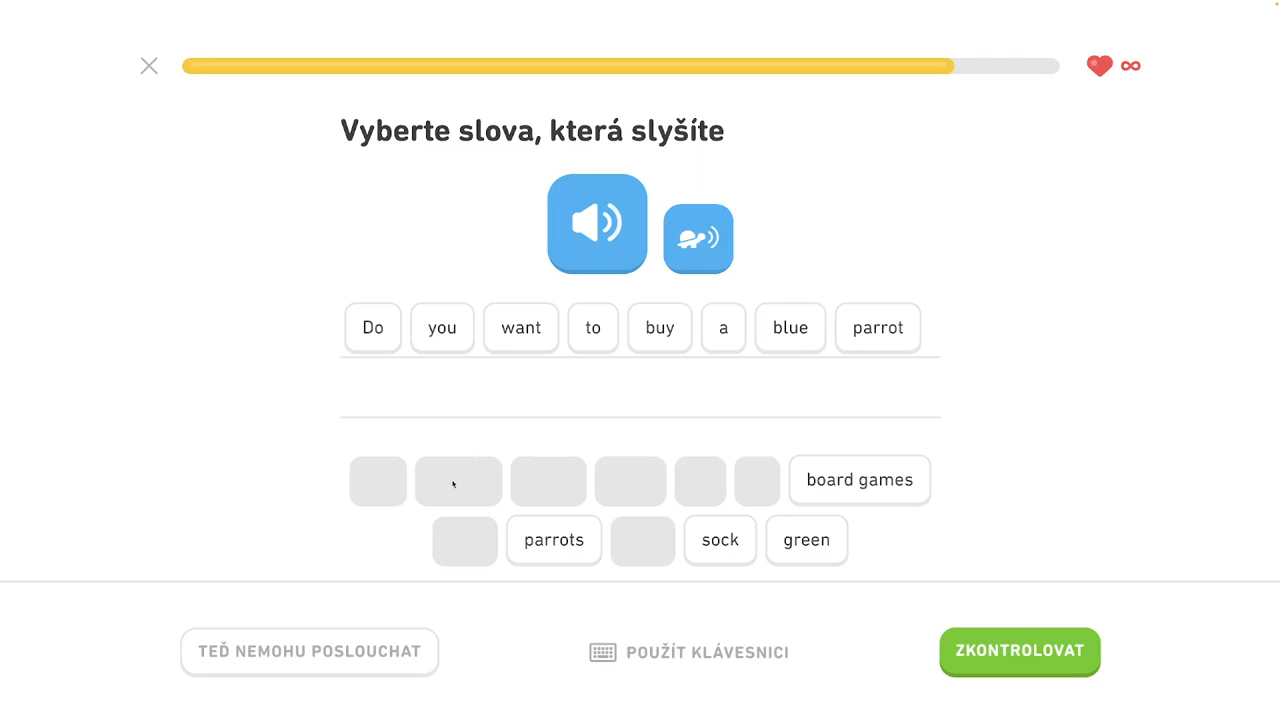 Vyberte slova, která slyšíte
Do you want to buy a blue parrot
board games
parrots sock green
TEĎ NEMOHU POSLOUCHAT POUŽÍT KLÁVESNICI ZKONTROLOVAT